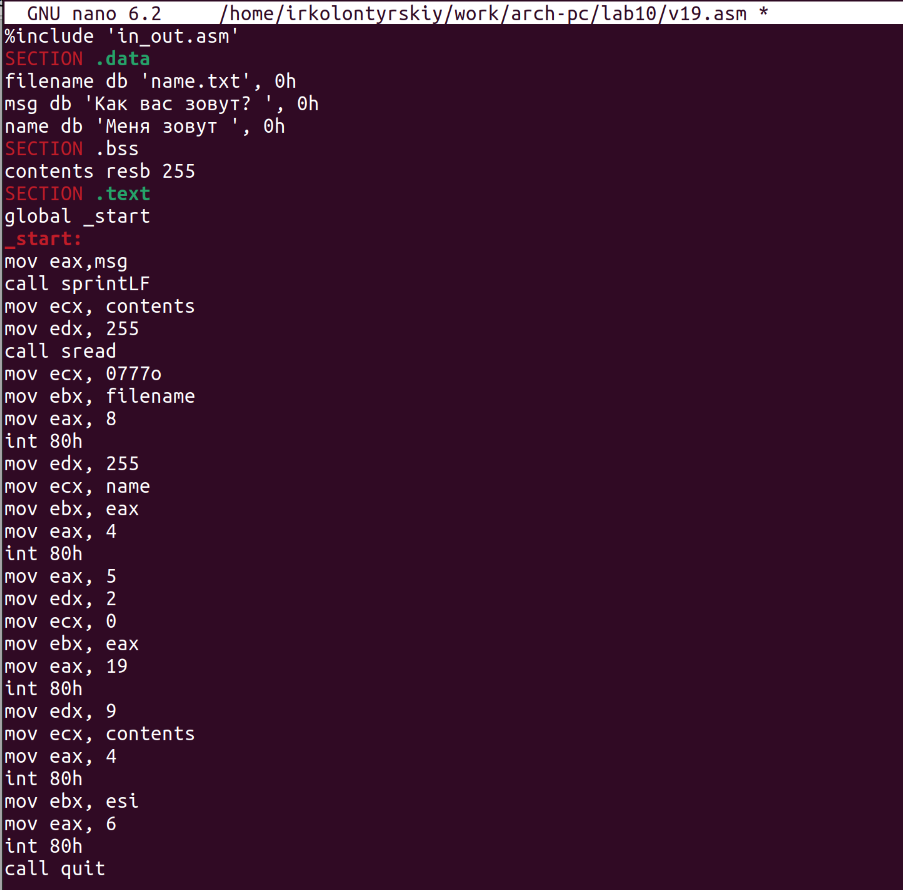 GNU nano 6.2 /home/irkolontyrskiy/work/arch-pc/lab10/v19.asm *
%include 'in_out.asm'
SECTION .data
filename db 'name.txt', 0h
msg db 'Как вас зовут? ', 0h
name db 'Меня зовут ', 0h
SECTION .bss
contents resb 255
SECTION .text
global _start
_start:
mov eax,msg
call sprintLF
mov ecx, contents
mov edx, 255
call sread
mov ecx, 0777o
mov ebx, filename
mov eax, 8
int 80h
mov edx, 255
mov ecx, name
mov ebx, eax
mov eax, 4
int 80h
mov eax, 5
mov edx, 2
mov ecx, 0
mov ebx, eax
mov eax, 19
int 80h
mov edx, 9
mov ecx, contents
mov eax, 4
int 80h
mov ebx, esi
mov eax, 6
int 80h
call quit